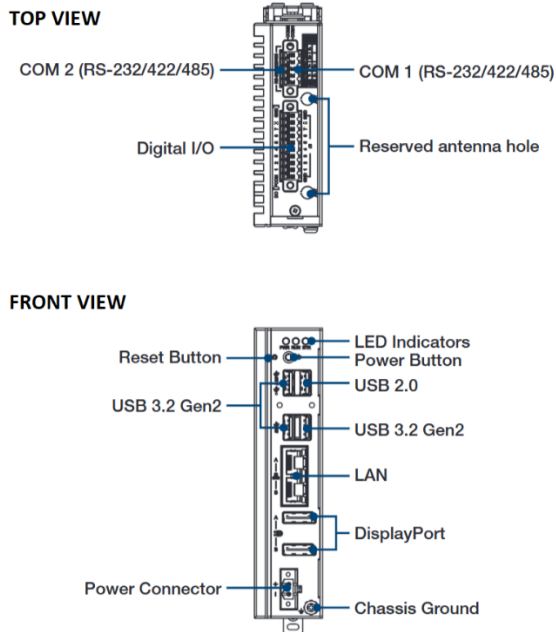 TOP VIEW
COM 2 (RS-232/422/485)
COM 1 (RS-232/422/485)
Digital I/O
Reserved antenna hole
FRONT VIEW
LED Indicators
Reset Button
Power Button
USB 2.0
USB 3.2 Gen2
USB 3.2 Gen2
LAN
DisplayPort
Power Connector
Chassis Ground